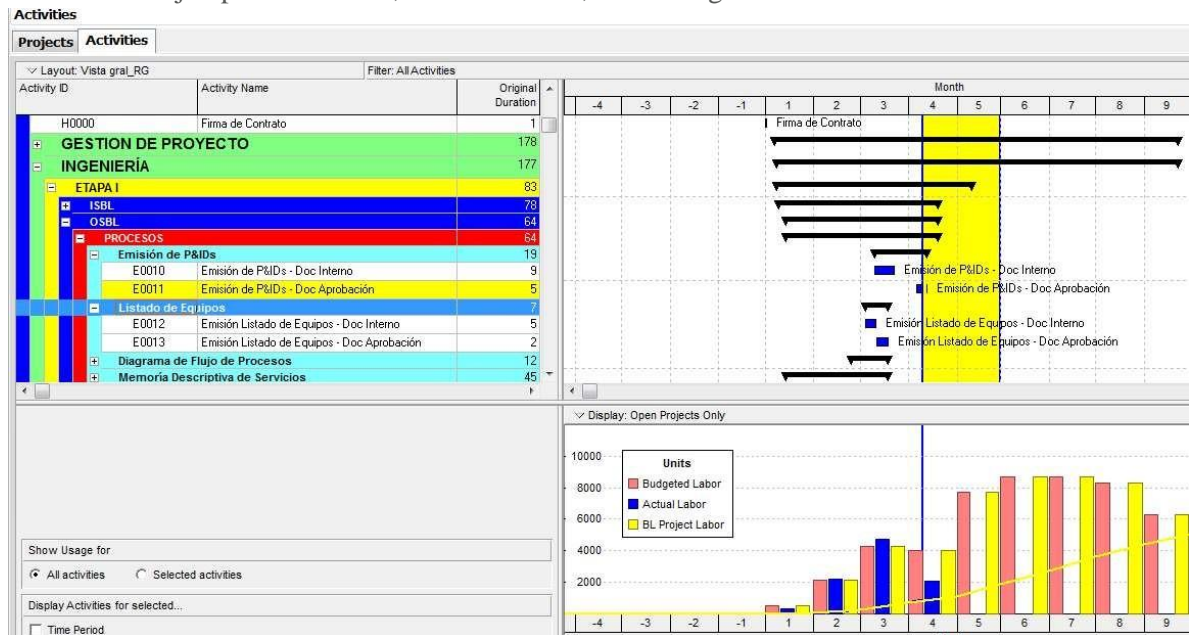 Activities
Projects Activities
Layout: Vista gral_RG Filter: All Activities
Activity ID Activity Name Original Duration Month
-4 -3 -2 -1 1 2 3 4 5 6 7 8 9
H0000 Firma de Contrato 1 Firma de Contrato
GESTION DE PROYECTO 178
INGENIERÍA 177
ETAPA I 83
ISBL 78
OSBL 64
PROCESOS 64
Emisión de P&IDs 19
E0010 Emisión de P&IDs - Doc Interno 9 Emisión de P&IDs - Doc Interno
E0011 Emisión de P&IDs - Doc Aprobación 5 Emisión de P&IDs - Doc Aprobación
Listado de Equipos 7
E0012 Emisión Listado de Equipos - Doc Interno 5 Emisión Listado de Equipos - Doc Interno
E0013 Emisión Listado de Equipos - Doc Aprobación 2 Emisión Listado de Equipos - Doc Aprobación
Diagrama de Flujo de Procesos 12
Memoría Descriptiva de Servicios 45
Display: Open Projects Only
10000
8000
6000
4000
2000
Units
Budgeted Labor
Actual Labor
BL Project Labor
Show Usage for
All activities Selected activities
Display Activities for selected...
Time Period
-4 -3 -2 -1 1 2 3 4 5 6 7 8 9